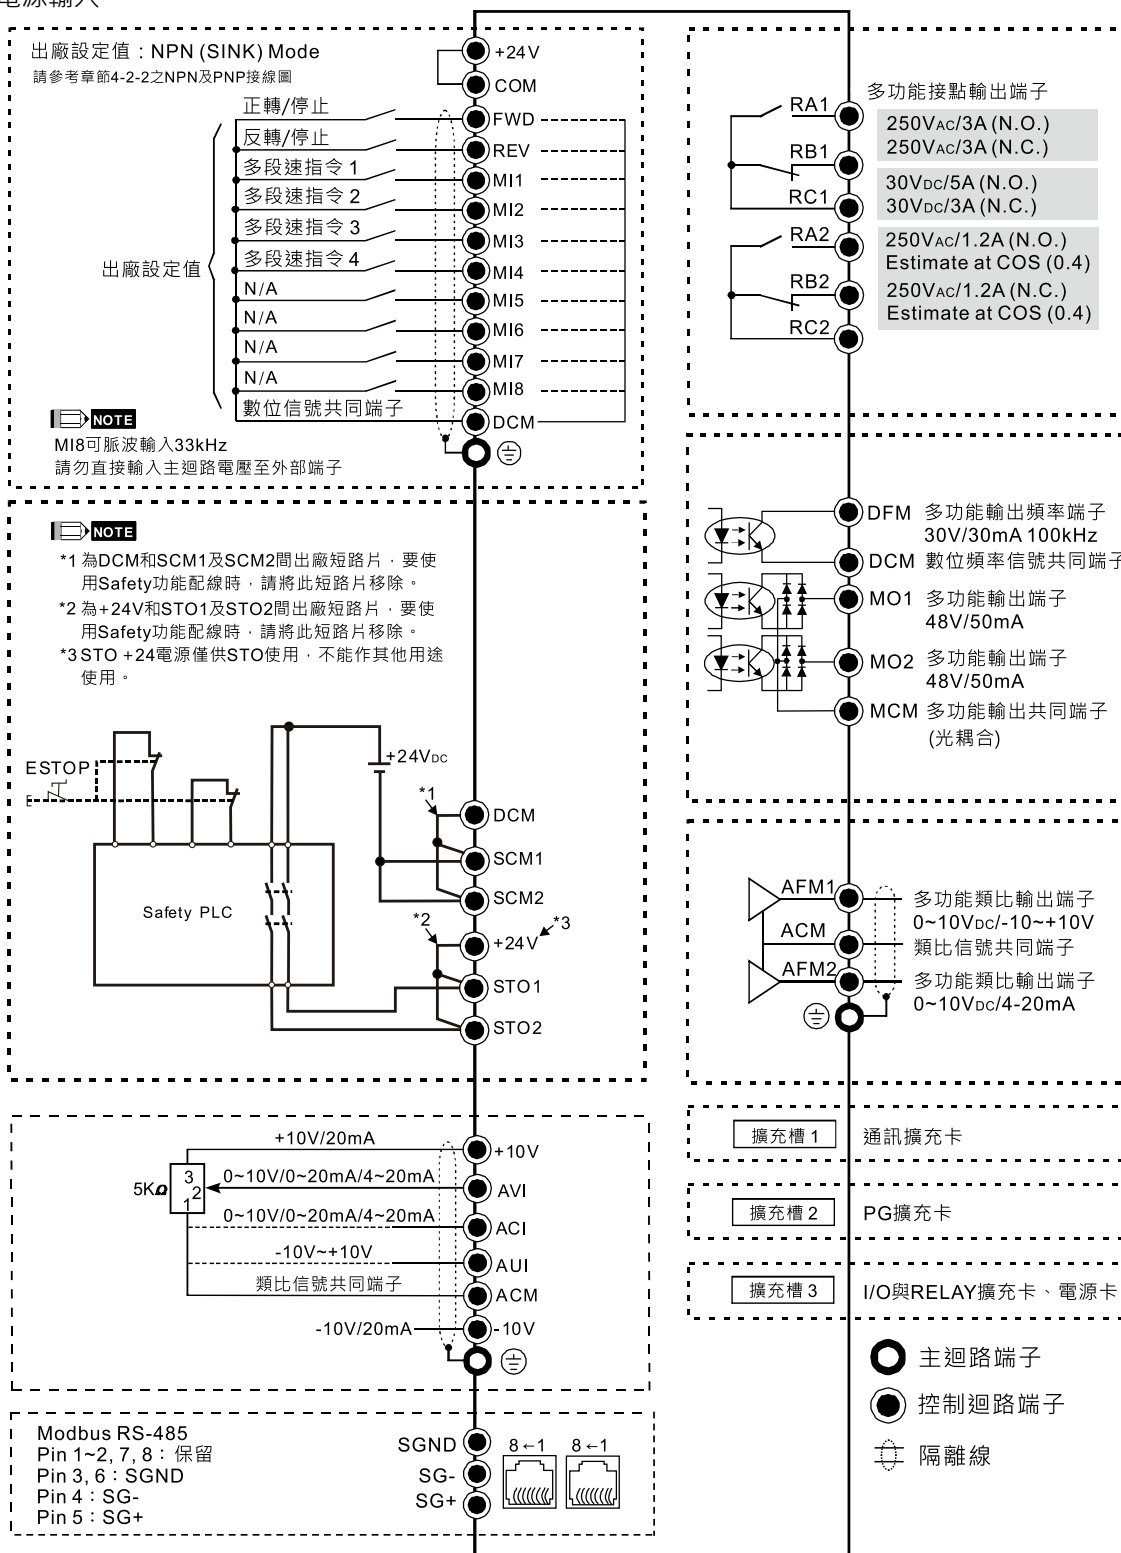 電源輸入
出廠設定值：NPN (SINK) Mode
請參考章節4-2-2之NPN及PNP接線圖
+24V
COM
正轉/停止
FWD
反轉/停止
REV
多段速指令 1
MI1
多段速指令 2
MI2
多段速指令 3
MI3
多段速指令 4
MI4
出廠設定值
N/A
MI5
N/A
MI6
N/A
MI7
N/A
MI8
數位信號共同端子
DCM
NOTE
MI8可脈波輸入33kHz
請勿直接輸入主迴路電壓至外部端子
NOTE
*1 為DCM和SCM1及SCM2間出廠短路片，要使
用Safety功能配線時，請將此短路片移除。
*2 為+24V和STO1及STO2間出廠短路片，要使
用Safety功能配線時，請將此短路片移除。
*3 STO +24電源僅供STO使用，不能作其他用途
使用。
ESTOP
+24VDC
*1
DCM
SCM1
SCM2
Safety PLC
*2
*3
+24V
STO1
STO2
+10V/20mA
+10V
5KΩ
3
2
1
0~10V/0~20mA/4~20mA
AVI
0~10V/0~20mA/4~20mA
ACI
-10V~+10V
AUI
類比信號共同端子
ACM
-10V/20mA
-10V
Modbus RS-485
Pin 1~2, 7, 8：保留
Pin 3, 6：SGND
Pin 4：SG-
Pin 5：SG+
SGND
SG-
SG+
8←1
8←1
多功能接點輸出端子
RA1
250VAC/3A (N.O.)
250VAC/3A (N.C.)
RB1
30VDC/5A (N.O.)
30VDC/3A (N.C.)
RC1
RA2
250VAC/1.2A (N.O.)
Estimate at COS (0.4)
RB2
250VAC/1.2A (N.C.)
Estimate at COS (0.4)
RC2
DFM 多功能輸出頻率端子
30V/30mA 100kHz
DCM 數位頻率信號共同端子
MO1 多功能輸出端子
48V/50mA
MO2 多功能輸出端子
48V/50mA
MCM 多功能輸出共同端子
(光耦合)
AFM1
多功能類比輸出端子
0~10VDC/-10~+10V
ACM
類比信號共同端子
AFM2
多功能類比輸出端子
0~10VDC/4-20mA
擴充槽 1 通訊擴充卡
擴充槽 2 PG擴充卡
擴充槽 3 I/O與RELAY擴充卡、電源卡
主迴路端子
控制迴路端子
隔離線